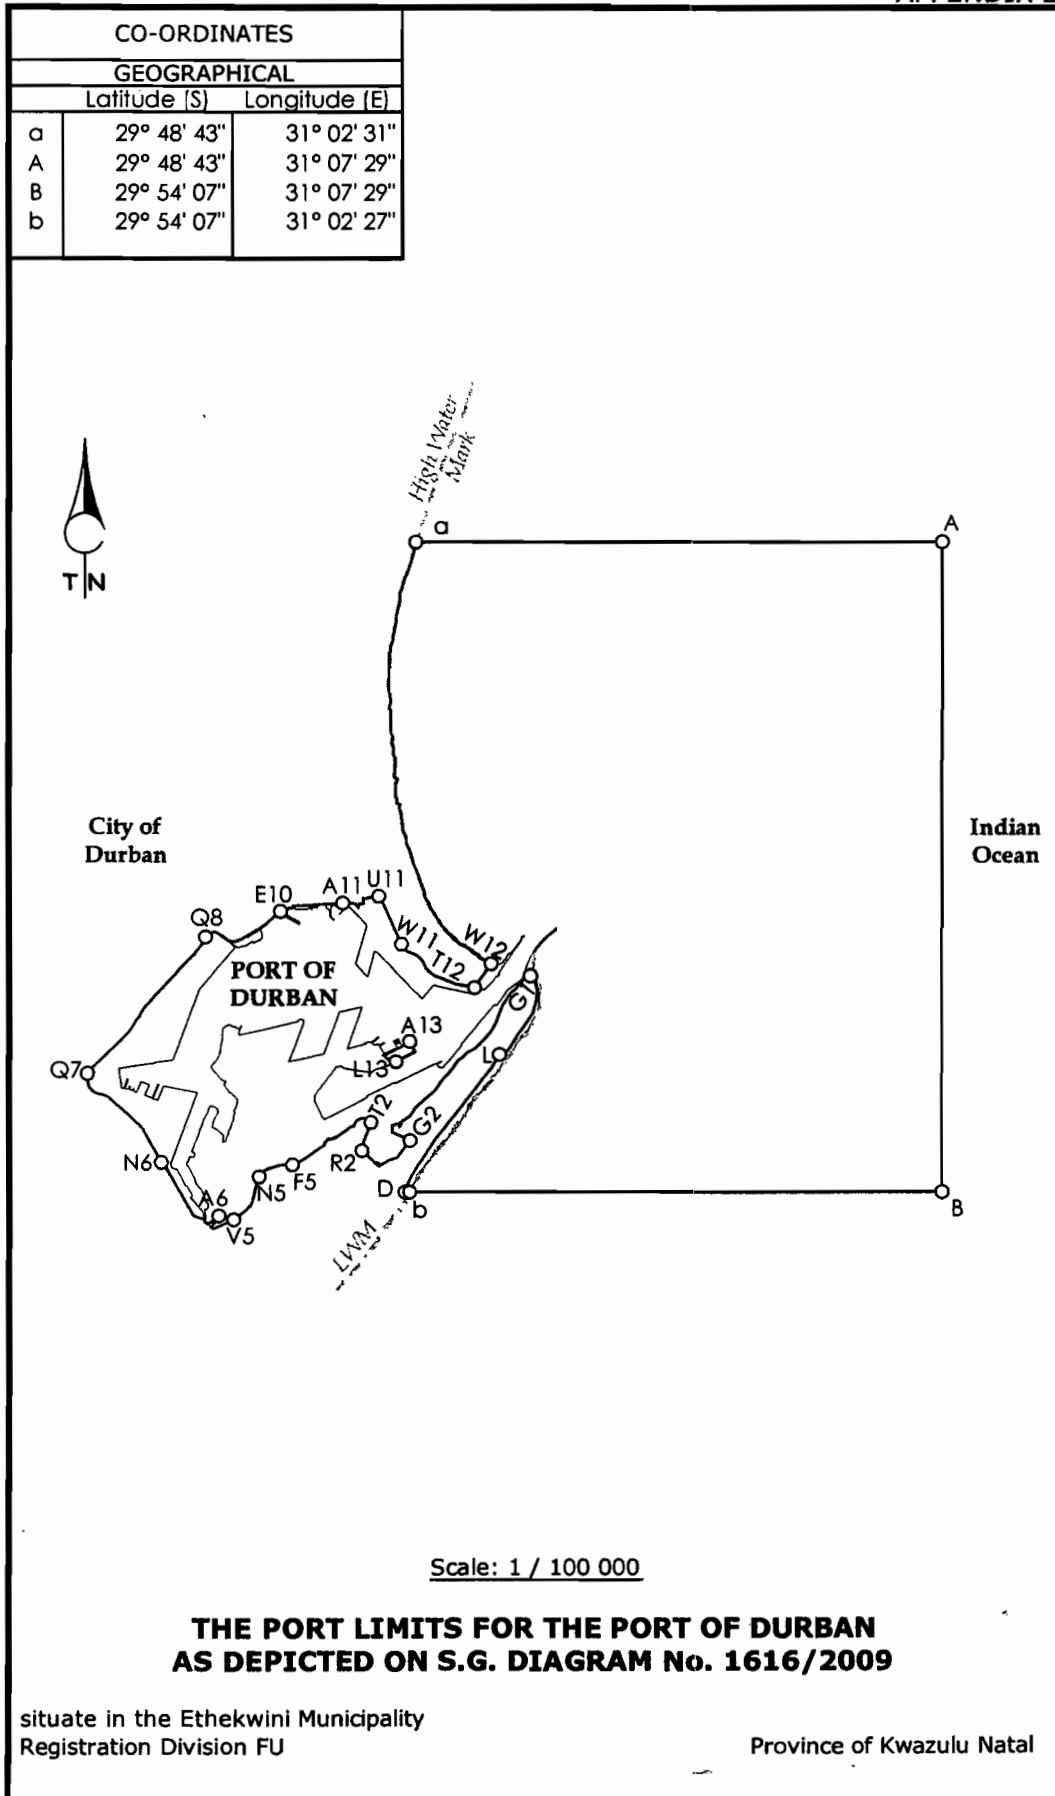 CO-ORDINATES
GEOGRAPHICAL
Latitude (S) Longitude (E)
a 29° 48' 43" 31° 02' 31"
A 29° 48' 43" 31° 07' 29"
B 29° 54' 07" 31° 07' 29"
b 29° 54' 07" 31° 02' 27"
High Water
Mark
a
A
T N
City of
Durban
Indian
Ocean
E10
A11
U11
Q8
W11
W12
T12
PORT OF
DURBAN
G1
A13
L
L13
Q7
T2
G2
N6
R2
F5
N5
A6
V5
D
b
B
LWM
Scale: 1 / 100 000
THE PORT LIMITS FOR THE PORT OF DURBAN
AS DEPICTED ON S.G. DIAGRAM No. 1616/2009
situate in the Ethekwini Municipality
Registration Division FU
Province of Kwazulu Natal